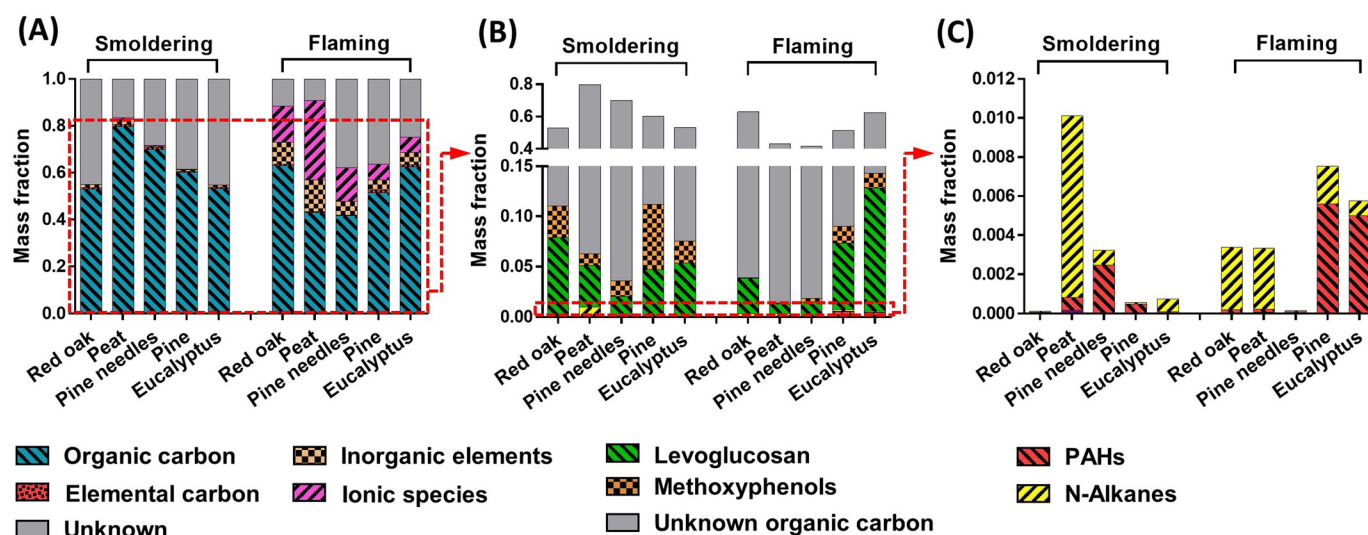 (A)
Smoldering
Flaming
Mass fraction
1.0
0.8
0.6
0.4
0.2
0.0
Red oak
Peat
Pine needles
Pine
Eucalyptus
Red oak
Peat
Pine needles
Pine
Eucalyptus
(B)
Smoldering
Flaming
Mass fraction
0.8
0.6
0.4
0.15
0.10
0.05
0.00
Red oak
Peat
Pine needles
Pine
Eucalyptus
Red oak
Peat
Pine needles
Pine
Eucalyptus
(C)
Smoldering
Flaming
Mass fraction
0.012
0.010
0.008
0.006
0.004
0.002
0.000
Red oak
Peat
Pine needles
Pine
Eucalyptus
Red oak
Peat
Pine needles
Pine
Eucalyptus
Organic carbon
Elemental carbon
Unknown
Inorganic elements
Ionic species
Levoglucosan
Methoxyphenols
Unknown organic carbon
PAHs
N-Alkanes